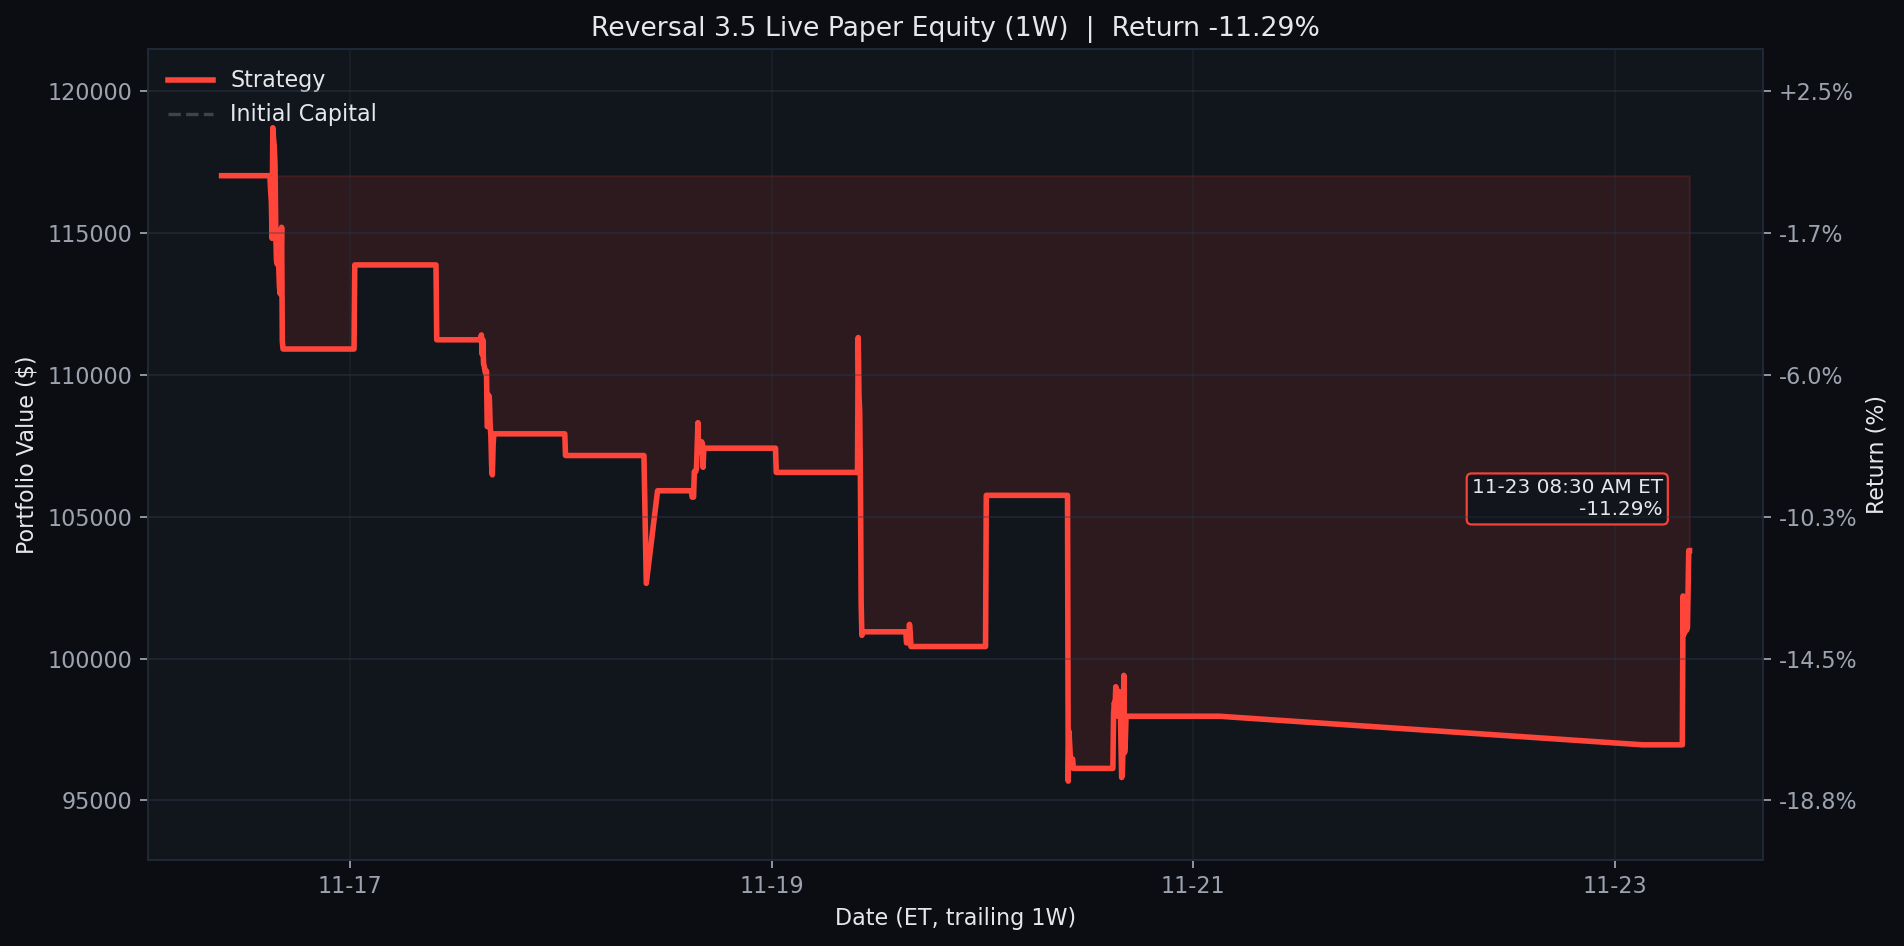 Reversal 3.5 Live Paper Equity (1W)  |  Return -11.29%
Strategy
Initial Capital
120000
115000
110000
105000
100000
95000
Portfolio Value ($)
+2.5%
-1.7%
-6.0%
-10.3%
-14.5%
-18.8%
Return (%)
11-23 08:30 AM ET
-11.29%
11-17
11-19
11-21
11-23
Date (ET, trailing 1W)